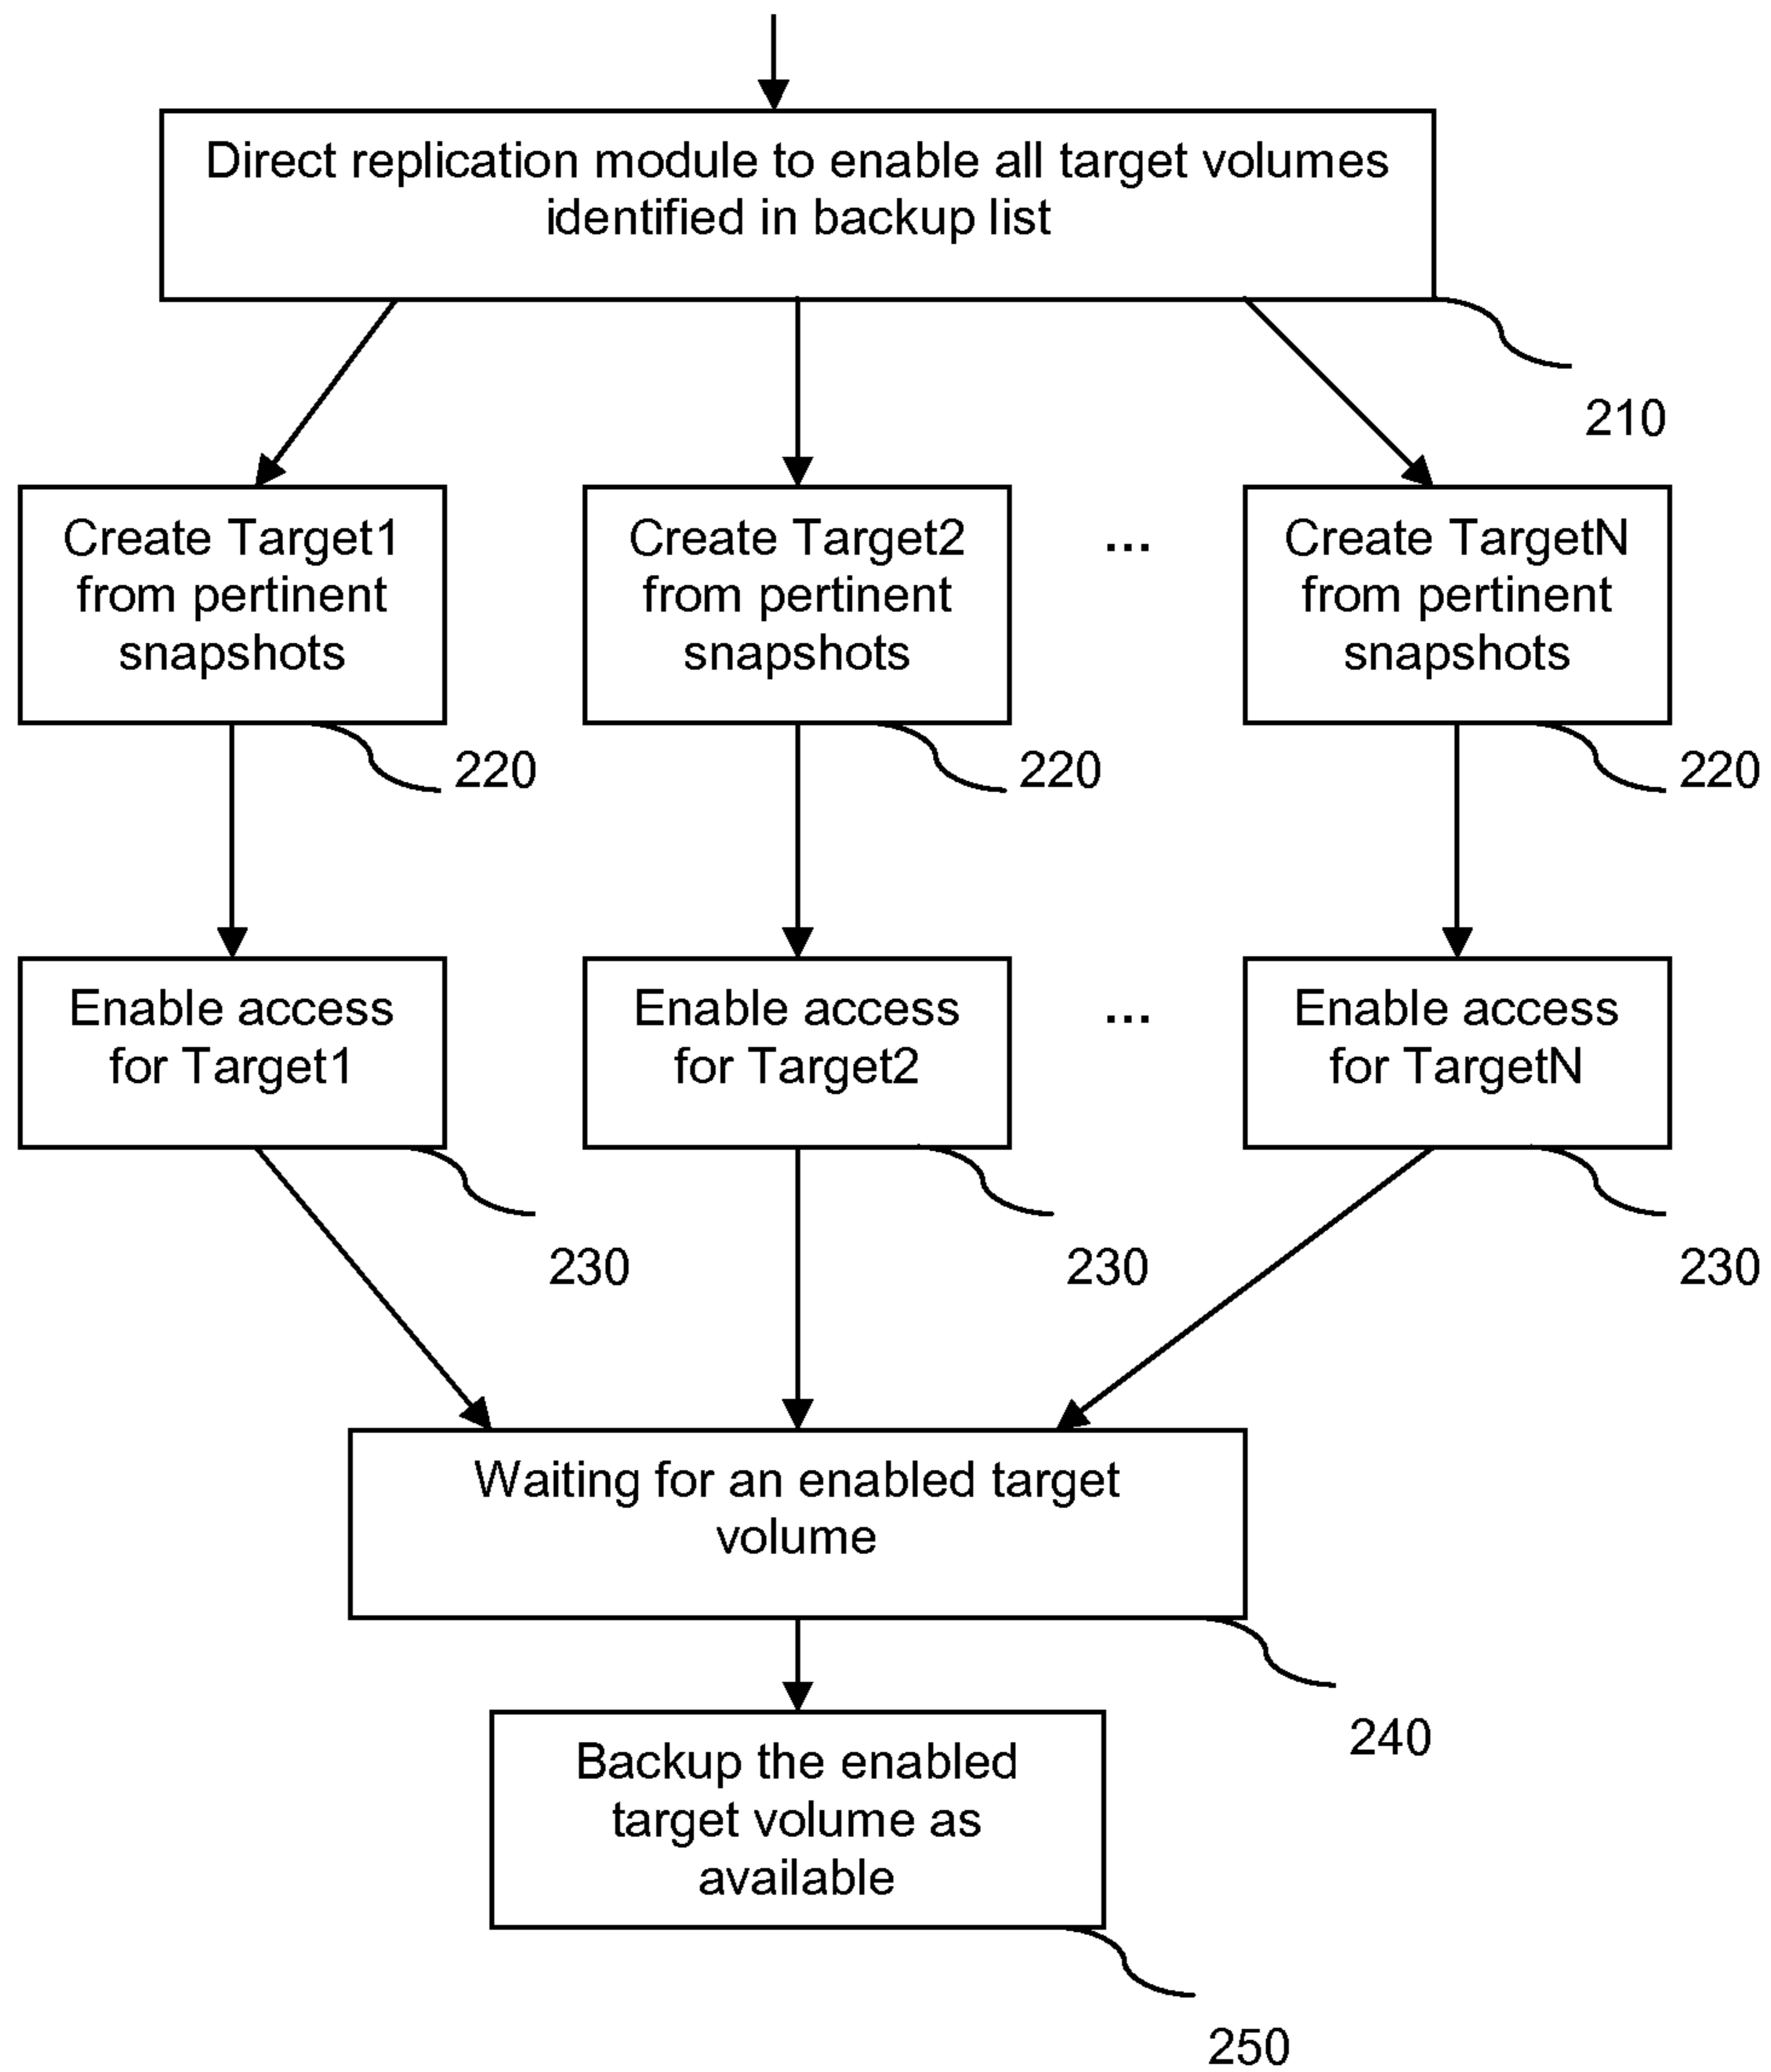 Direct replication module to enable all target volumes
identified in backup list
210
Create Target1
from pertinent
snapshots
220
Create Target2
from pertinent
snapshots
220
...
Create TargetN
from pertinent
snapshots
220
Enable access
for Target1
230
Enable access
for Target2
230
...
Enable access
for TargetN
230
Waiting for an enabled target
volume
240
Backup the enabled
target volume as
available
250